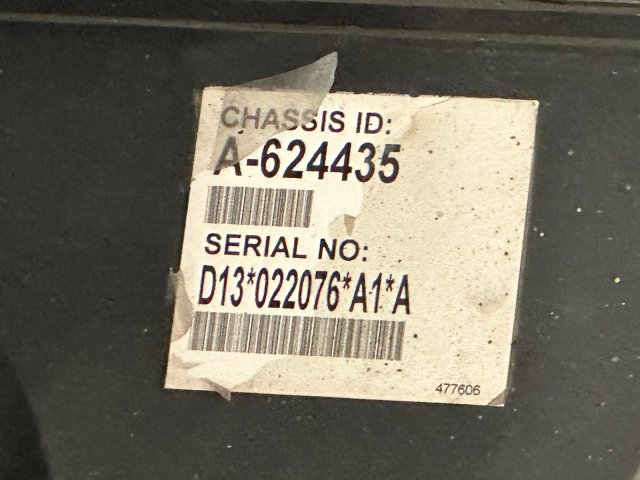 CHASSIS ID:
A-624435
SERIAL NO:
D13*022076*A1*A
477606